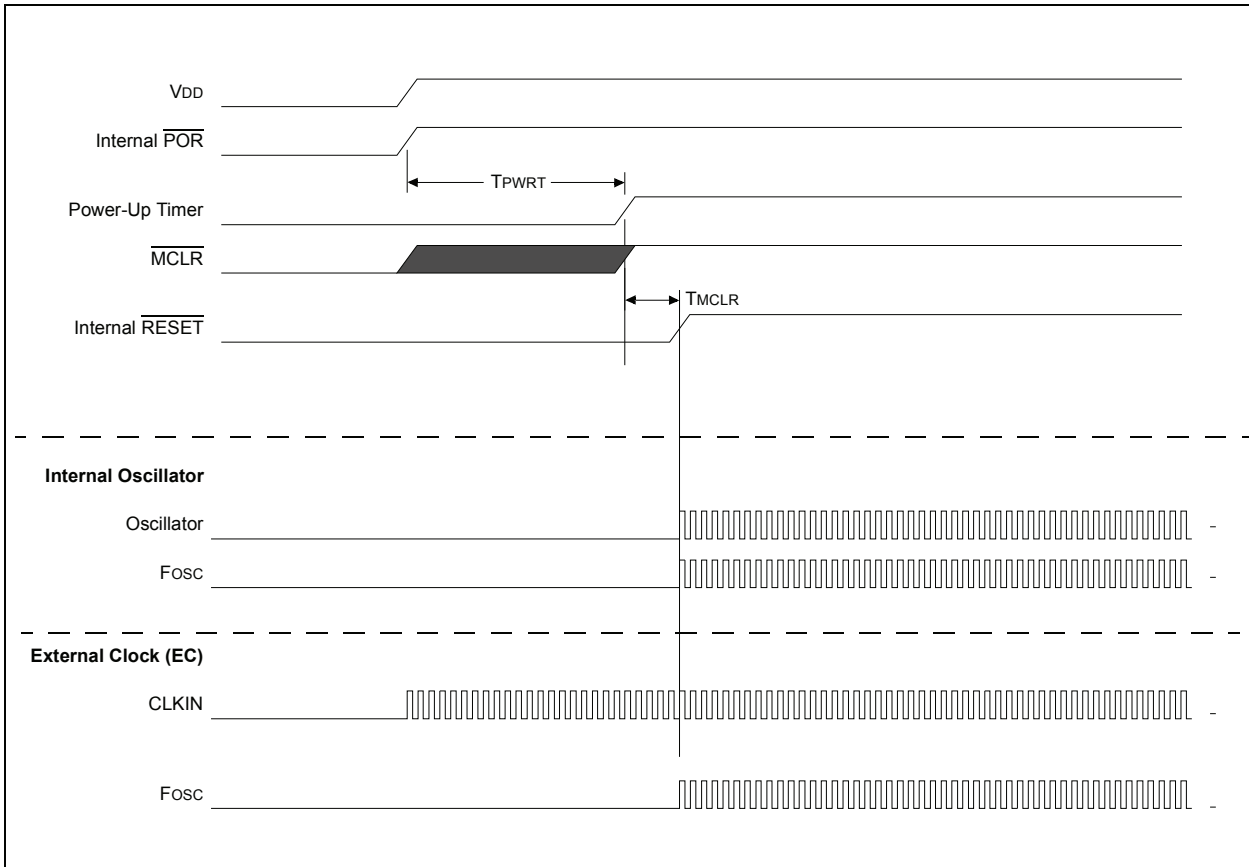 VDD
Internal POR
TPWRT
Power-Up Timer
MCLR
TMCLR
Internal RESET
Internal Oscillator
Oscillator
FOSC
External Clock (EC)
CLKIN
FOSC